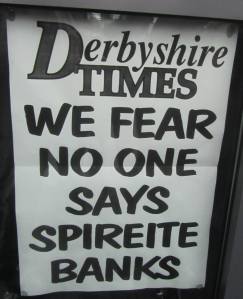 Derbyshire
TIMES
WE FEAR
NO ONE
SAYS
SPIREITE
BANKS